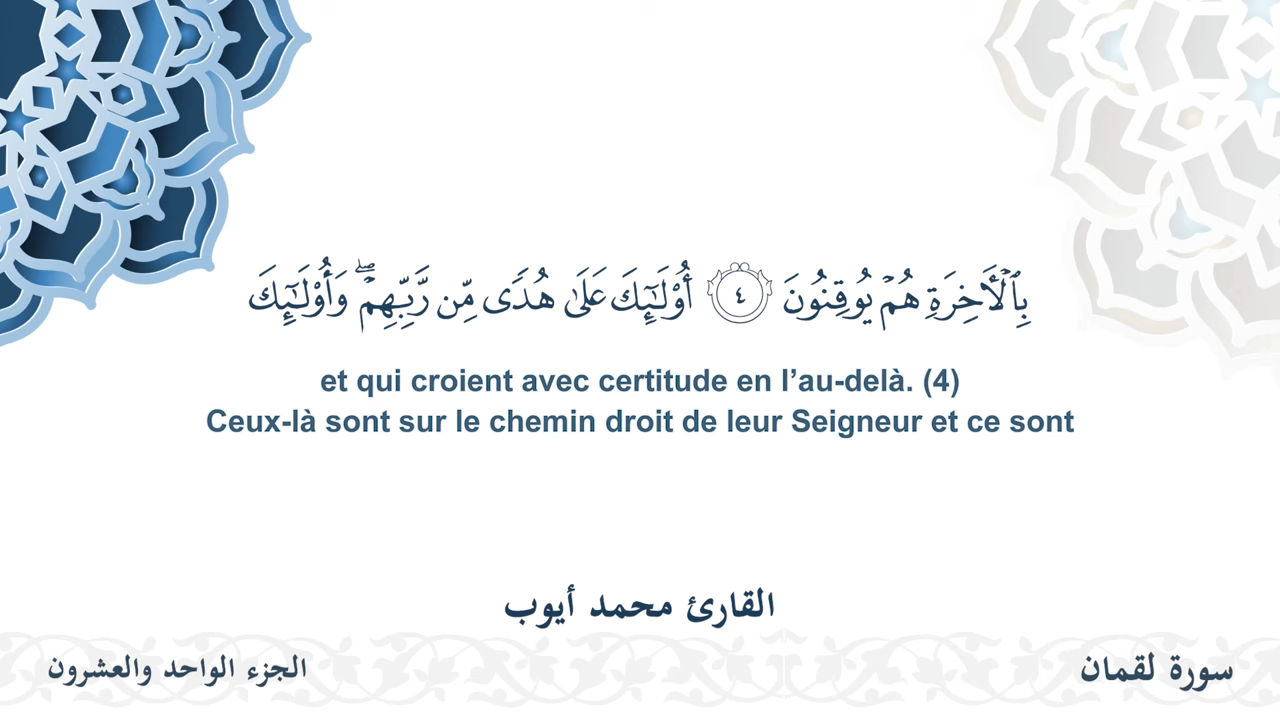 بِٱلۡأٓخِرَةِ هُمۡ يُوقِنُونَ ٤ أُوْلَٰٓئِكَ عَلَىٰ هُدٗى مِّن رَّبِّهِمۡۖ وَأُوْلَٰٓئِكَ
et qui croient avec certitude en l’au-delà. (4)
Ceux-là sont sur le chemin droit de leur Seigneur et ce sont
القارئ محمد أيوب
سورة لقمان
الجزء الواحد والعشرون